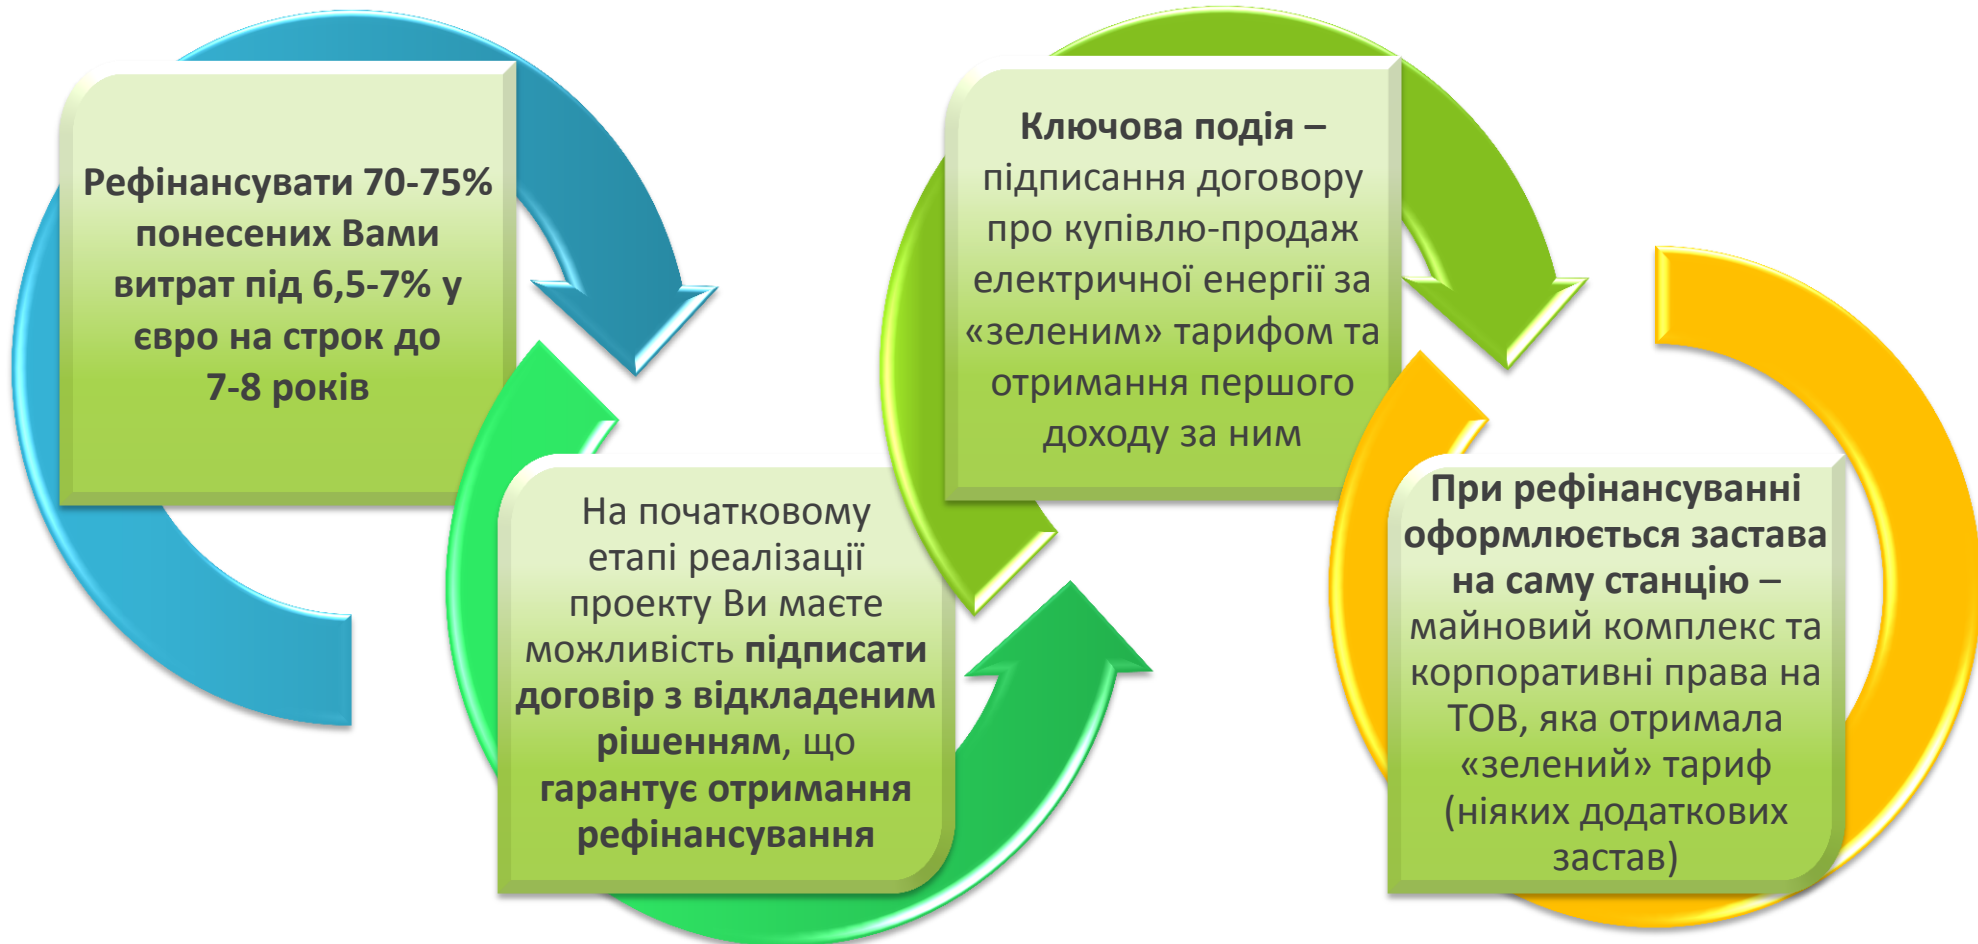 Рефінансувати 70-75%
понесених Вами
витрат під 6,5-7% у
євро на строк до
7-8 років
На початковому
етапі реалізації
проекту Ви маєте
можливість підписати
договір з відкладеним
рішенням, що
гарантує отримання
рефінансування
Ключова подія –
підписання договору
про купівлю-продаж
електричної енергії за
«зеленим» тарифом та
отримання першого
доходу за ним
При рефінансуванні
оформлюється застава
на саму станцію –
майновий комплекс та
корпоративні права на
ТОВ, яка отримала
«зелений» тариф
(ніяких додаткових
застав)